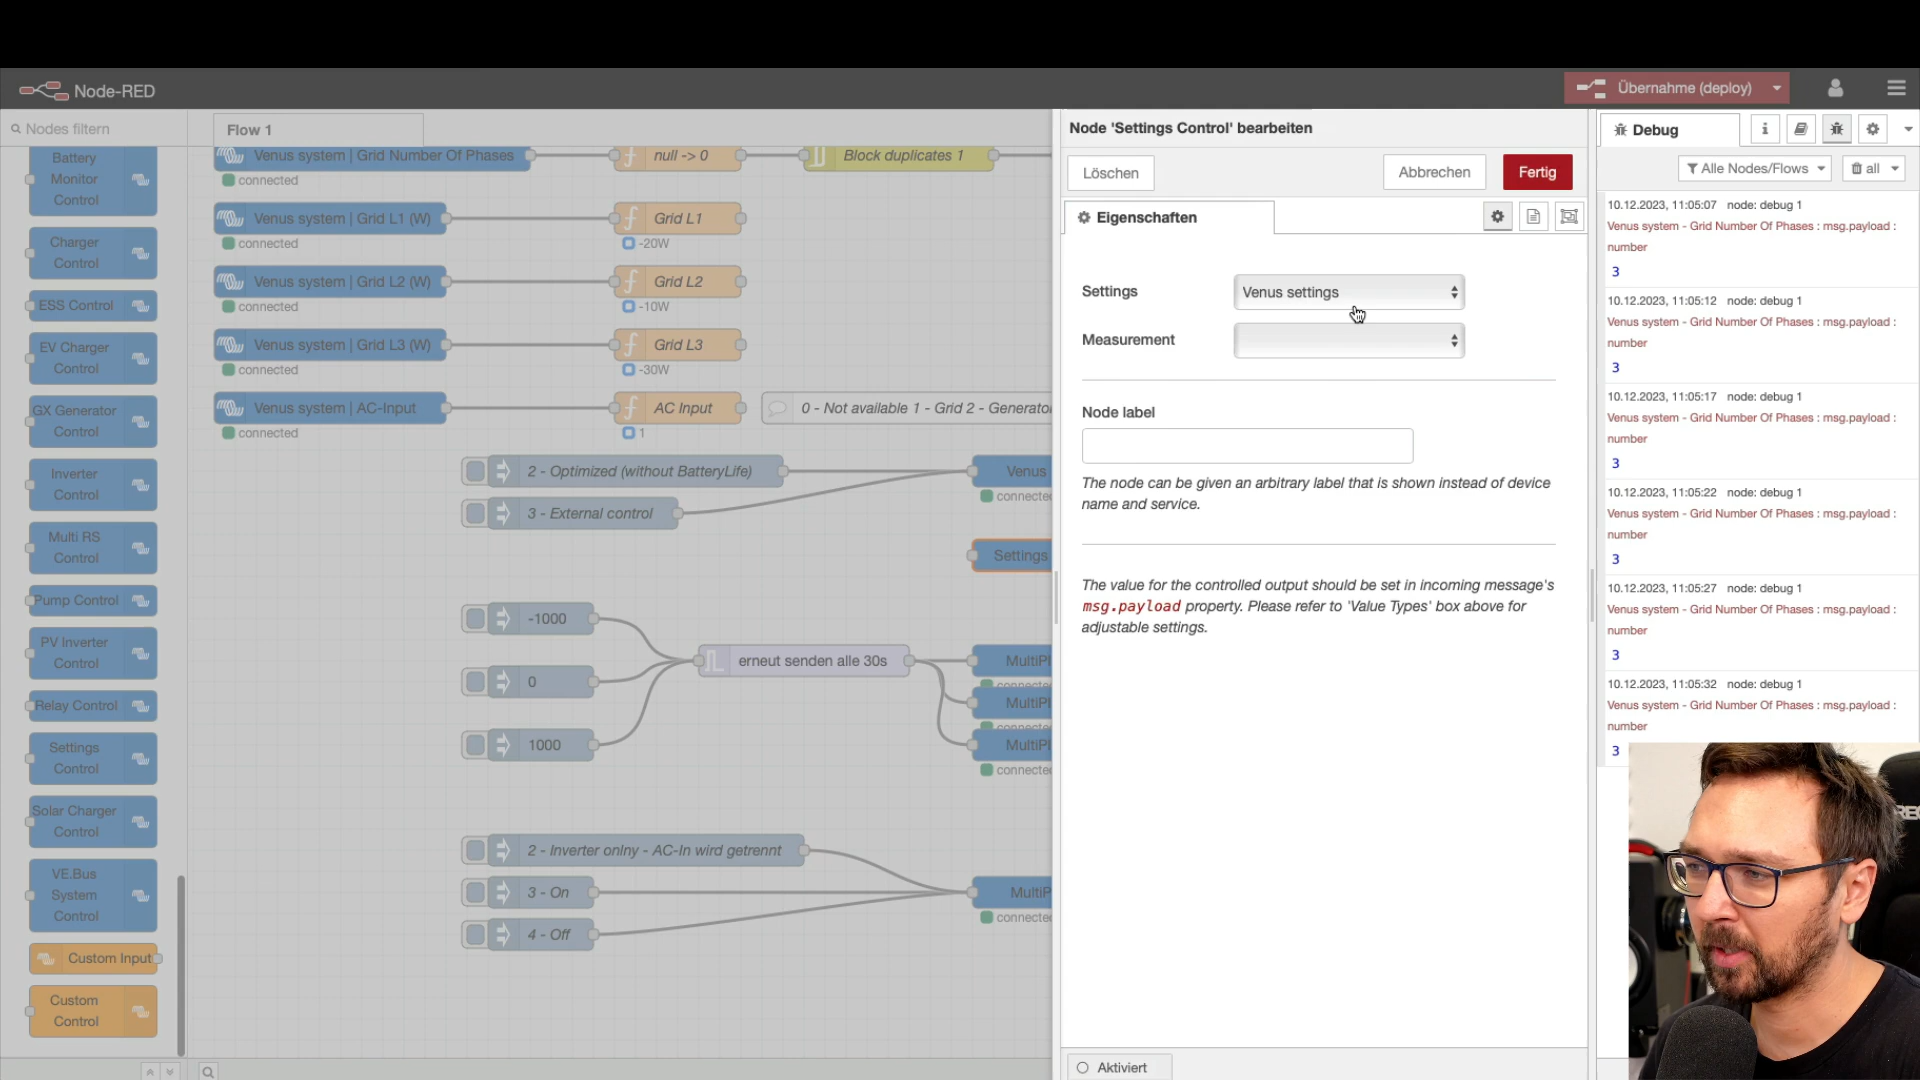 Node-RED
Übernahme (deploy)
Nodes filtern
Flow 1
Node 'Settings Control' bearbeiten
Debug
Löschen
Abbrechen
Fertig
Alle Nodes/Flows
all
Battery
Monitor
Control
Charger
Control
ESS Control
EV Charger
Control
GX Generator
Control
Inverter
Control
Multi RS
Control
Pump Control
PV Inverter
Control
Relay Control
Settings
Control
Solar Charger
Control
VE.Bus
System
Control
Custom Input
Custom
Control
Venus system | Grid Number Of Phases
null -> 0
Block duplicates 1
connected
Venus system | Grid L1 (W)
Grid L1
connected
-20W
Venus system | Grid L2 (W)
Grid L2
connected
-10W
Venus system | Grid L3 (W)
Grid L3
connected
-30W
Venus system | AC-Input
AC Input
0 - Not available 1 - Grid 2 - Generator
connected
1
2 - Optimized (without BatteryLife)
Venus
connecte
3 - External control
Settings
-1000
0
1000
erneut senden alle 30s
MultiPl
connecte
MultiPl
connecte
MultiPl
connecte
2 - Inverter onlny - AC-In wird getrennt
3 - On
4 - Off
MultiP
connecte
Eigenschaften
Settings
Venus settings
Measurement
Node label
The node can be given an arbitrary label that is shown instead of device
name and service.
The value for the controlled output should be set in incoming message's
msg.payload property. Please refer to 'Value Types' box above for
adjustable settings.
Aktiviert
10.12.2023, 11:05:07 node: debug 1
Venus system - Grid Number Of Phases : msg.payload :
number
3
10.12.2023, 11:05:12 node: debug 1
Venus system - Grid Number Of Phases : msg.payload :
number
3
10.12.2023, 11:05:17 node: debug 1
Venus system - Grid Number Of Phases : msg.payload :
number
3
10.12.2023, 11:05:22 node: debug 1
Venus system - Grid Number Of Phases : msg.payload :
number
3
10.12.2023, 11:05:27 node: debug 1
Venus system - Grid Number Of Phases : msg.payload :
number
3
10.12.2023, 11:05:32 node: debug 1
Venus system - Grid Number Of Phases : msg.payload :
number
3